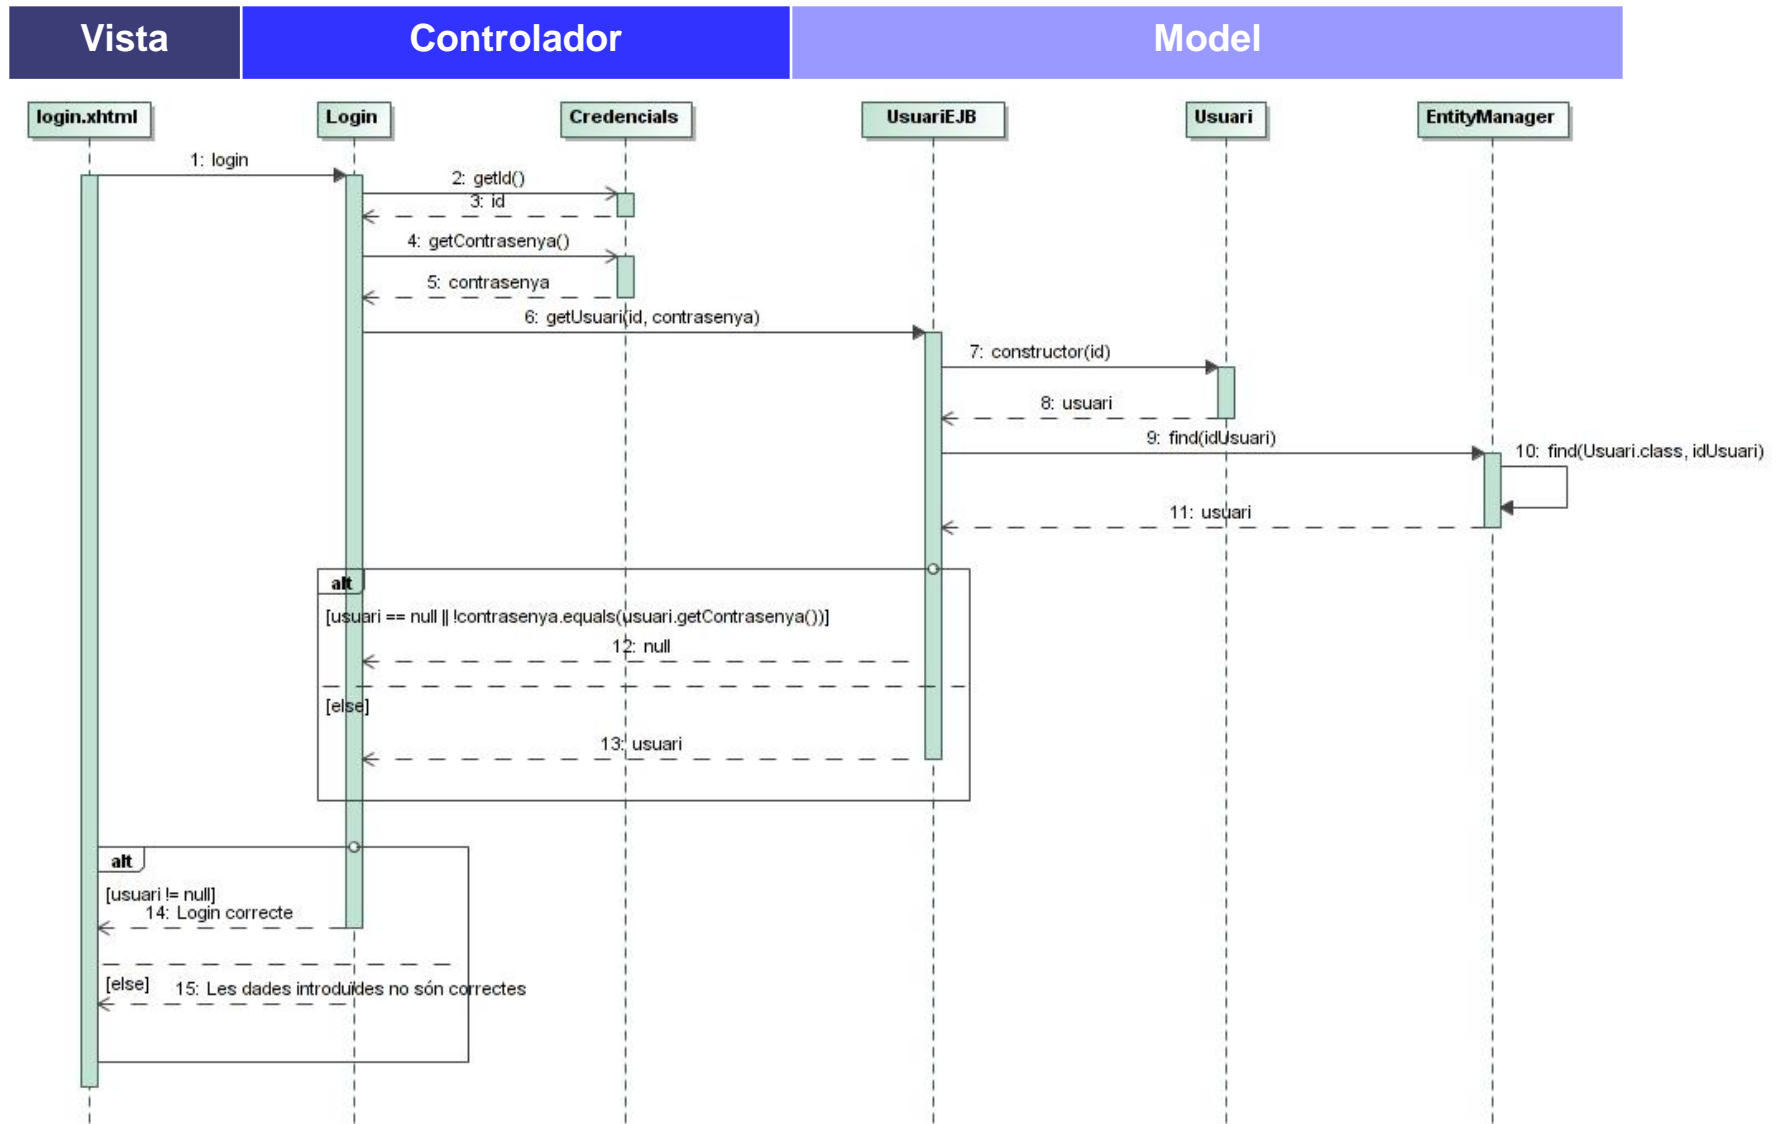 Vista
Controlador
Model
login.xhtml
Login
Credencials
UsuariEJB
Usuari
EntityManager
1: login
2: getId()
3: id
4: getContrasenya()
5: contrasenya
6: getUsuari(id, contrasenya)
7: constructor(id)
8: usuari
9: find(idUsuari)
10: find(Usuari.class, idUsuari)
11: usuari
alt
[usuari == null || !contrasenya.equals(usuari.getContrasenya())]
12: null
[else]
13: usuari
alt
[usuari != null]
14: Login correcte
[else]
15: Les dades introduïdes no són correctes